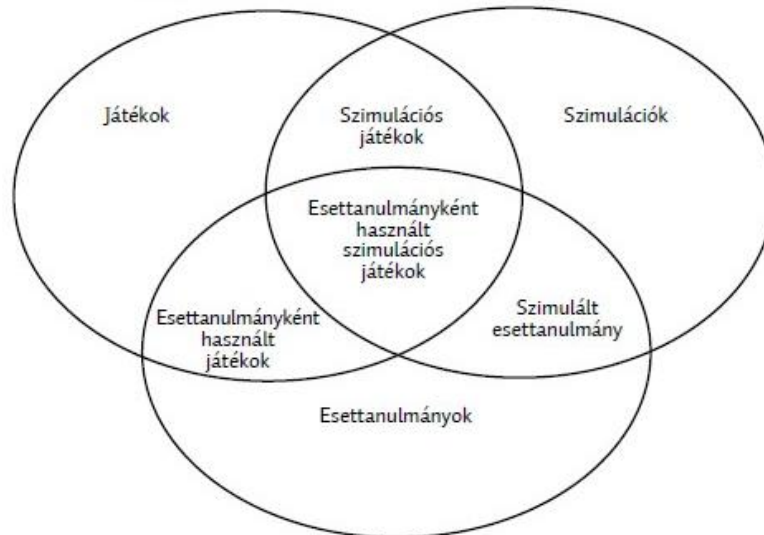 Játékok
Szimulációs
játékok
Szimulációk
Esettanulmányként
használt
szimulációs
játékok
Esettanulmányként
használt
játékok
Szimulált
esettanulmány
Esettanulmányok